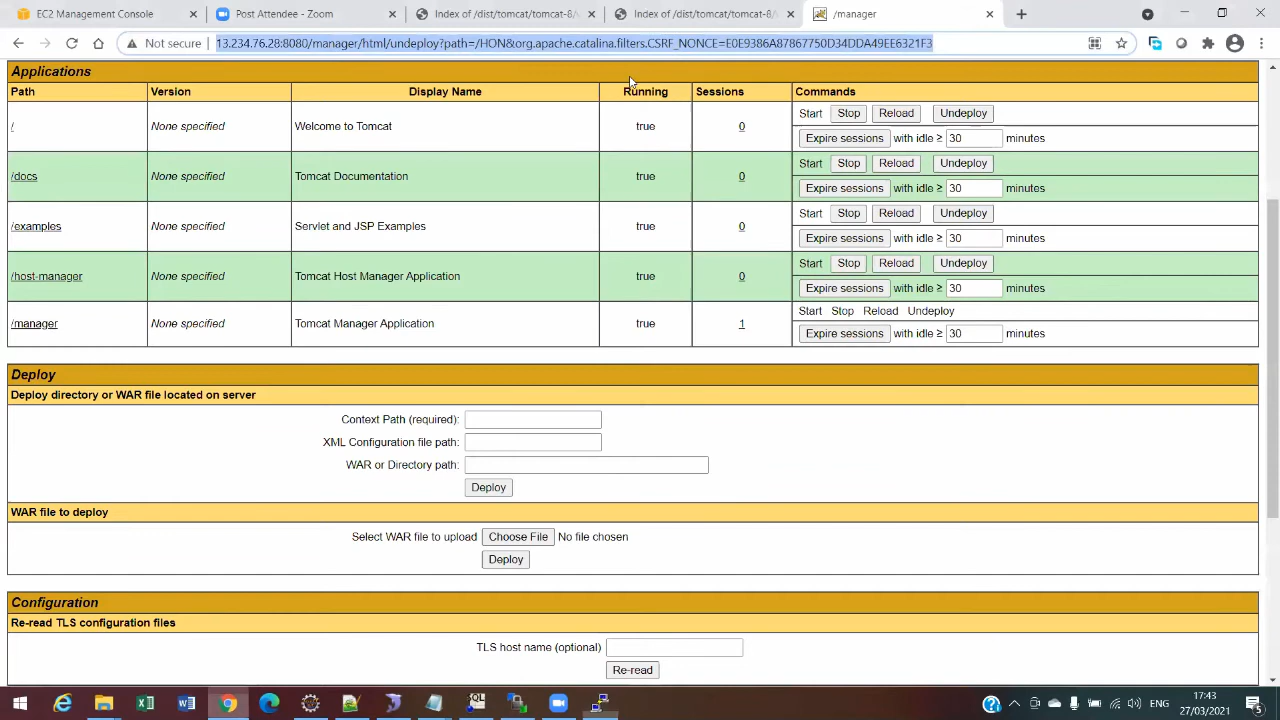 EC2 Management Console
Post Attendee - Zoom
Index of /dist/tomcat/tomcat-8/
Index of /dist/tomcat/tomcat-8/
/manager
Not secure
13.234.76.28:8080/manager/html/undeploy?path=/HON&org.apache.catalina.filters.CSRF_NONCE=E0E9386A87867750D34DDA49EE6321F3
Applications
Path Version Display Name Running Sessions Commands
/ None specified Welcome to Tomcat true 0 Start Stop Reload Undeploy
Expire sessions with idle ≥ 30 minutes
/docs None specified Tomcat Documentation true 0 Start Stop Reload Undeploy
Expire sessions with idle ≥ 30 minutes
/examples None specified Servlet and JSP Examples true 0 Start Stop Reload Undeploy
Expire sessions with idle ≥ 30 minutes
/host-manager None specified Tomcat Host Manager Application true 0 Start Stop Reload Undeploy
Expire sessions with idle ≥ 30 minutes
/manager None specified Tomcat Manager Application true 1 Start Stop Reload Undeploy
Expire sessions with idle ≥ 30 minutes
Deploy
Deploy directory or WAR file located on server
Context Path (required):
XML Configuration file path:
WAR or Directory path:
Deploy
WAR file to deploy
Select WAR file to upload Choose File No file chosen
Deploy
Configuration
Re-read TLS configuration files
TLS host name (optional)
Re-read
ENG
17:43
27/03/2021
5